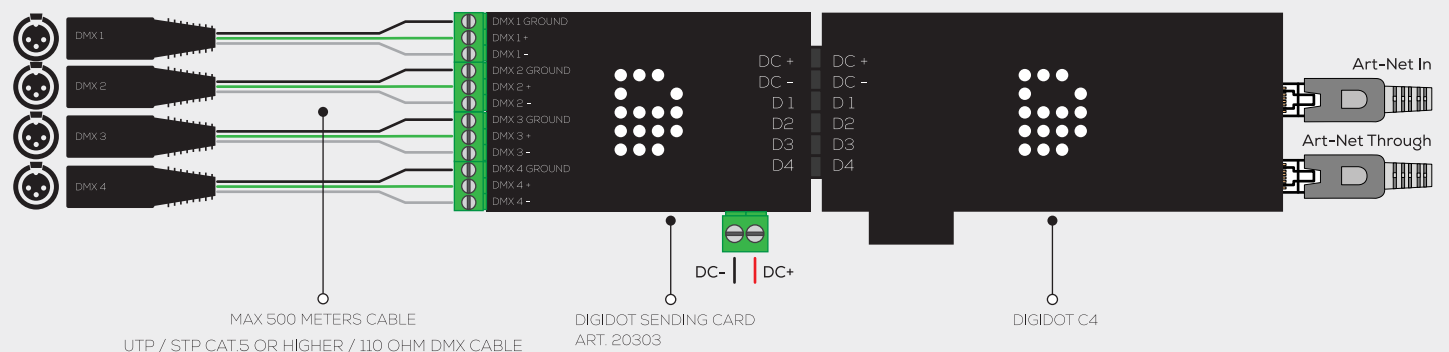 DMX 1
DMX 2
DMX 3
DMX 4
DMX 1 GROUND
DMX 1 +
DMX 1 -
DMX 2 GROUND
DMX 2 +
DMX 2 -
DMX 3 GROUND
DMX 3 +
DMX 3 -
DMX 4 GROUND
DMX 4 +
DMX 4 -
DC +
DC -
D1
D2
D3
D4
DC +
DC -
D1
D2
D3
D4
Art-Net In
Art-Net Through
DC-
DC+
MAX 500 METERS CABLE
UTP / STP CAT.5 OR HIGHER / 110 OHM DMX CABLE
DIGIDOT SENDING CARD
ART. 20303
DIGIDOT C4